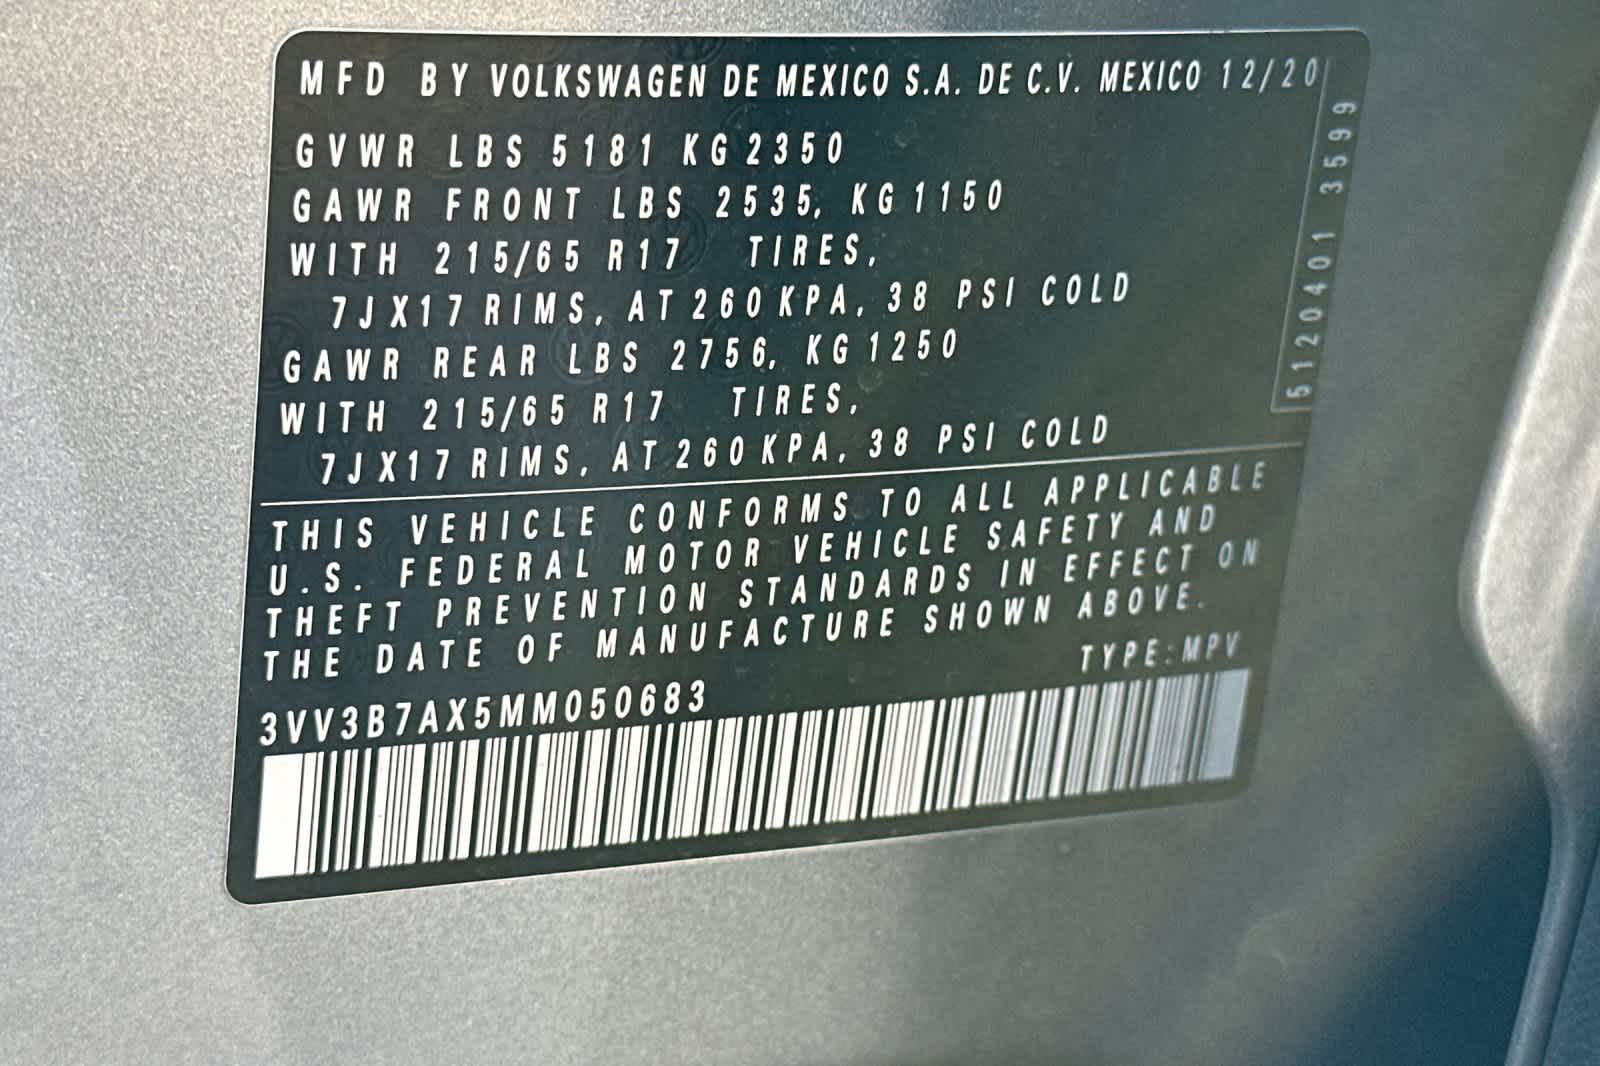 MFD BY VOLKSWAGEN DE MEXICO S.A. DE C.V. MEXICO 12/20
GVWR LBS 5181 KG 2350
GAWR FRONT LBS 2535, KG 1150
WITH 215/65 R17 TIRES,
7JX17 RIMS, AT 260 KPA, 38 PSI COLD
GAWR REAR LBS 2756, KG 1250
WITH 215/65 R17 TIRES,
7JX17 RIMS, AT 260 KPA, 38 PSI COLD
5120401 3599
THIS VEHICLE CONFORMS TO ALL APPLICABLE
U.S. FEDERAL MOTOR VEHICLE SAFETY AND
THEFT PREVENTION STANDARDS IN EFFECT ON
THE DATE OF MANUFACTURE SHOWN ABOVE.
TYPE:MPV
3VV3B7AX5MM050683